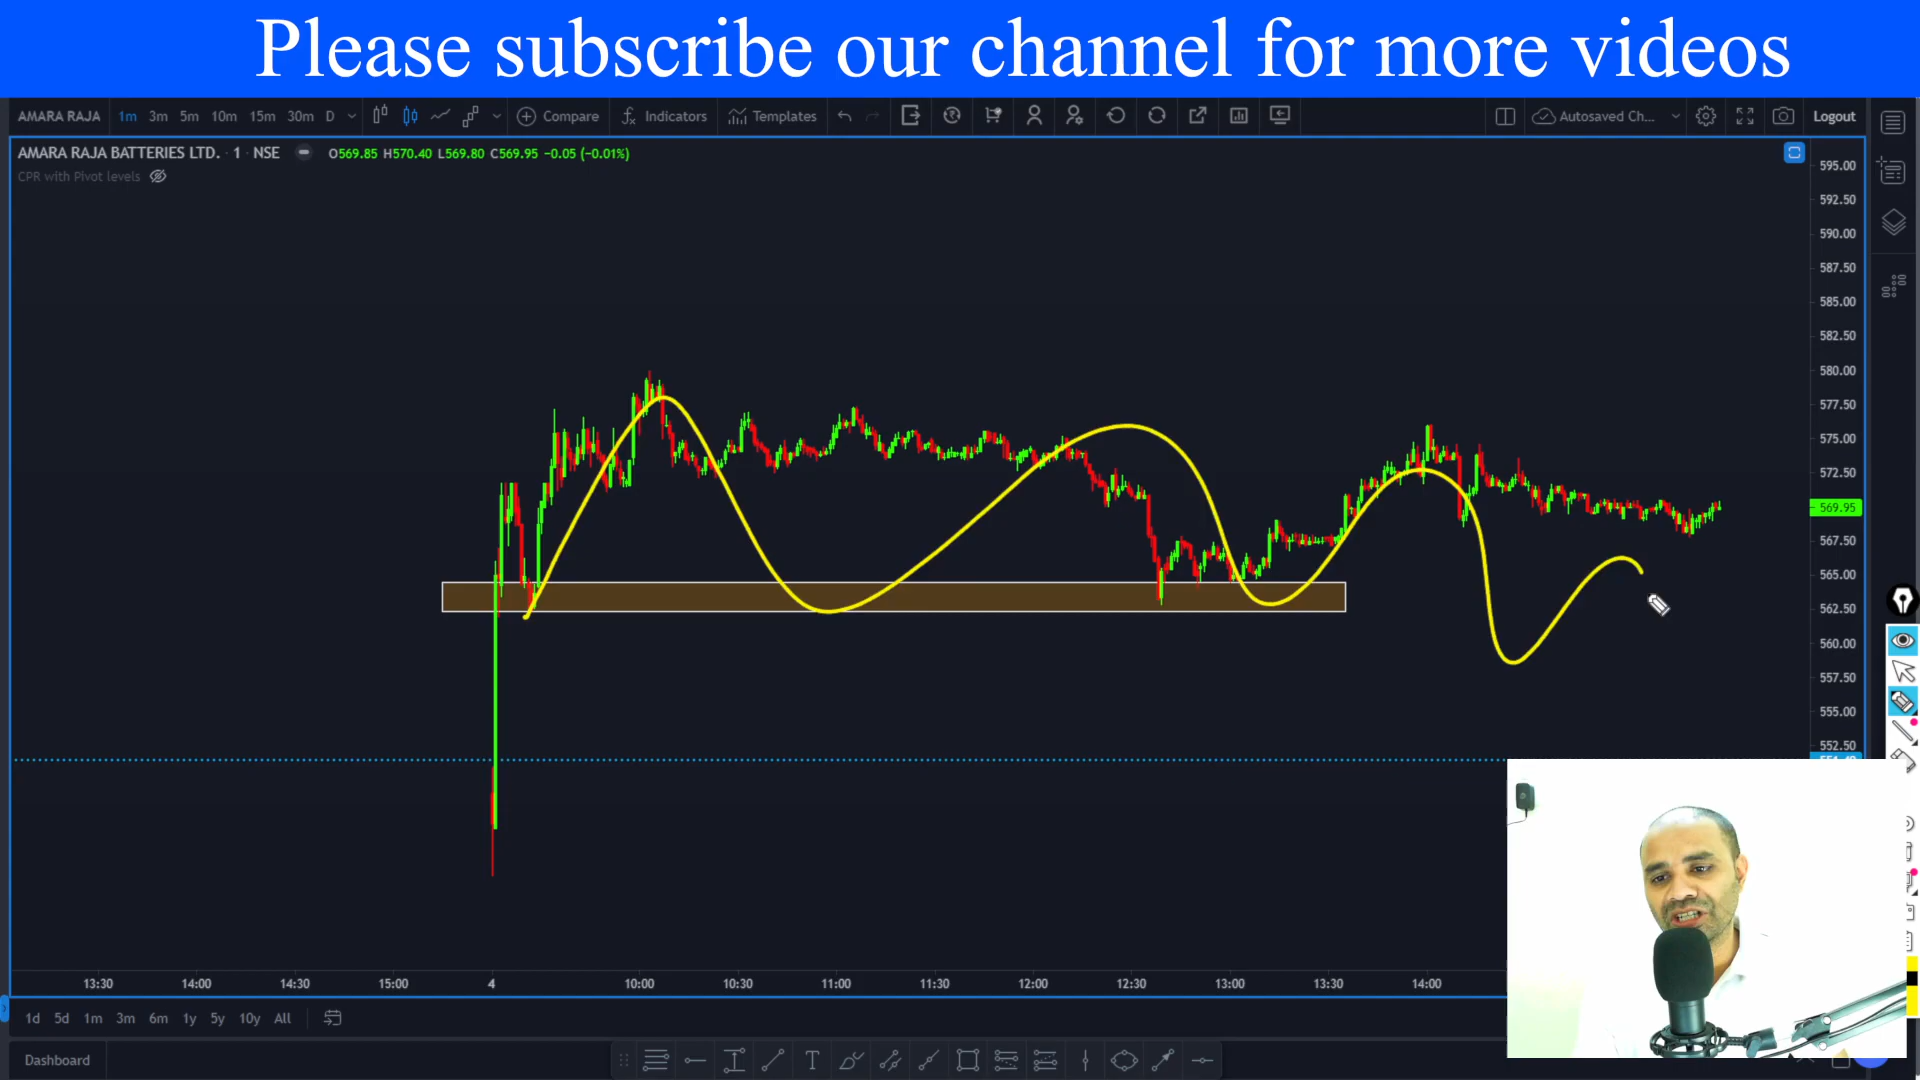 Please subscribe our channel for more videos
AMARA RAJA 1m 3m 5m 10m 15m 30m D Compare Indicators Templates Autosaved Ch... Logout
AMARA RAJA BATTERIES LTD. · 1 · NSE O569.85 H570.40 L569.80 C569.95 −0.05 (−0.01%)
CPR with Pivot levels
595.00
592.50
590.00
587.50
585.00
582.50
580.00
577.50
575.00
572.50
569.95
567.50
565.00
562.50
560.00
557.50
555.00
552.50
13:30 14:00 14:30 15:00 4 10:00 10:30 11:00 11:30 12:00 12:30 13:00 13:30 14:00
1d 5d 1m 3m 6m 1y 5y 10y All
Dashboard